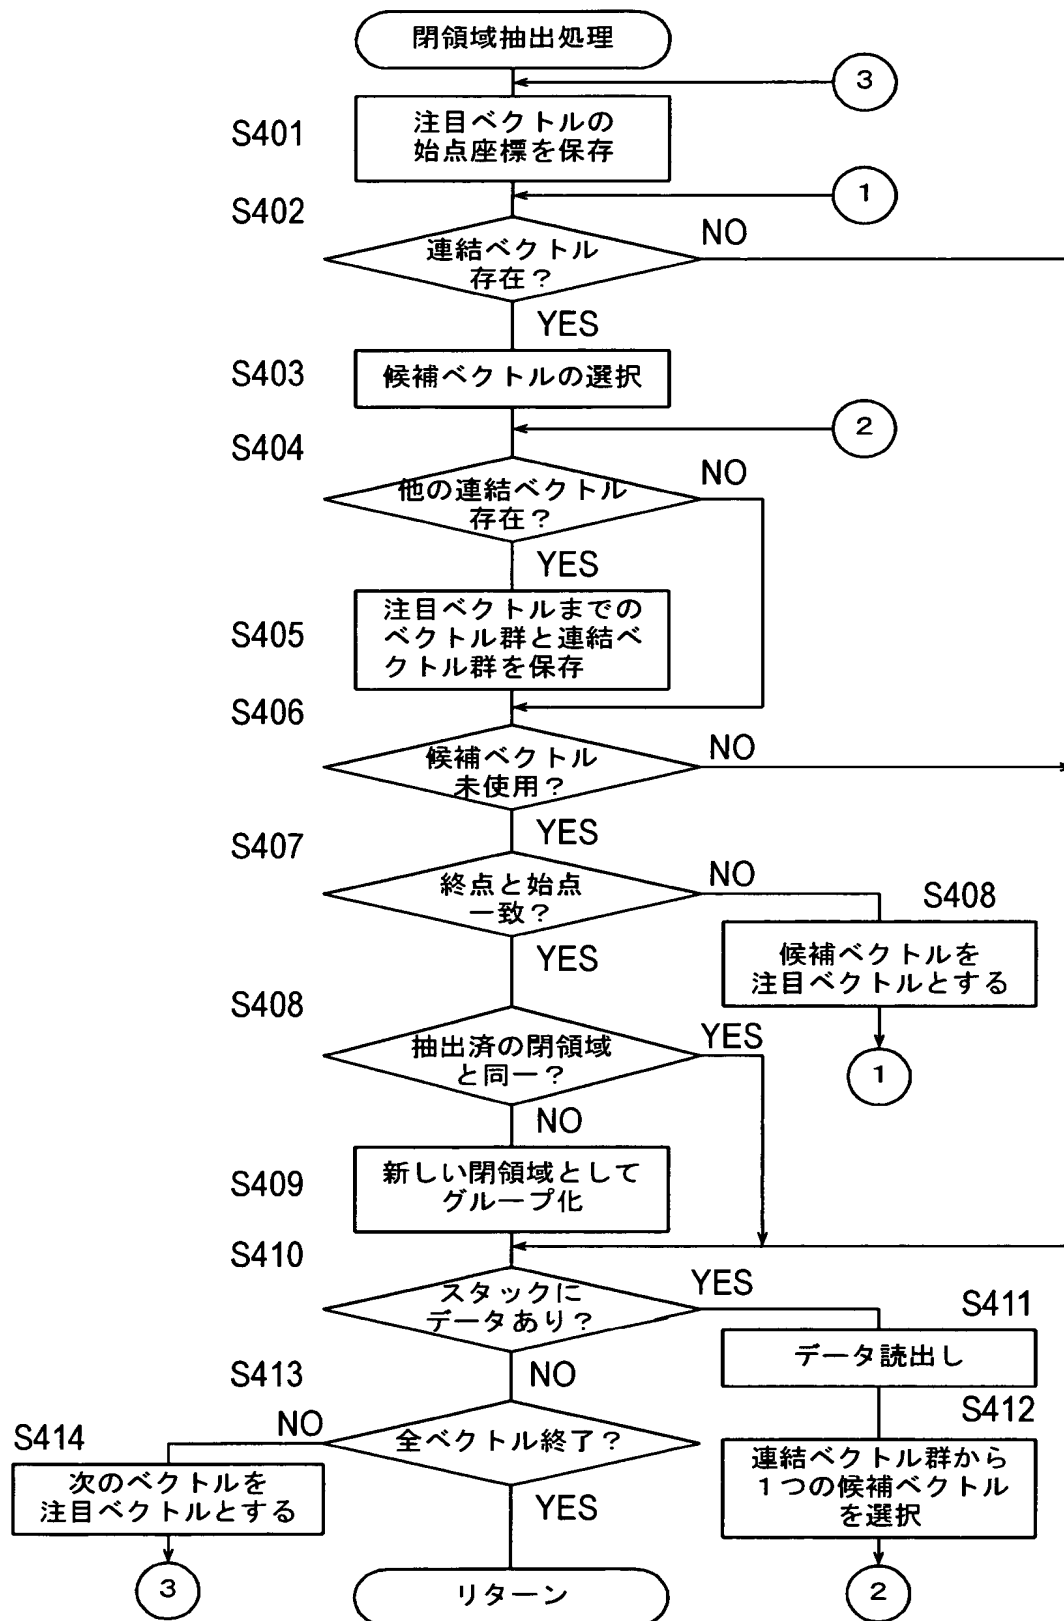 閉領域抽出処理
3
S401
注目ベクトルの
始点座標を保存
1
S402
連結ベクトル
存在?
NO
YES
S403
候補ベクトルの選択
2
S404
他の連結ベクトル
存在?
NO
YES
S405
注目ベクトルまでの
ベクトル群と連結ベ
クトル群を保存
S406
候補ベクトル
未使用?
NO
YES
S407
終点と始点
一致?
NO
S408
候補ベクトルを
注目ベクトルとする
1
YES
S408
抽出済の閉領域
と同一?
YES
NO
S409
新しい閉領域として
グループ化
S410
スタックに
データあり?
YES
S411
データ読出し
S412
連結ベクトル群から
1つの候補ベクトル
を選択
2
NO
S413
全ベクトル終了?
NO
S414
次のベクトルを
注目ベクトルとする
3
YES
リターン